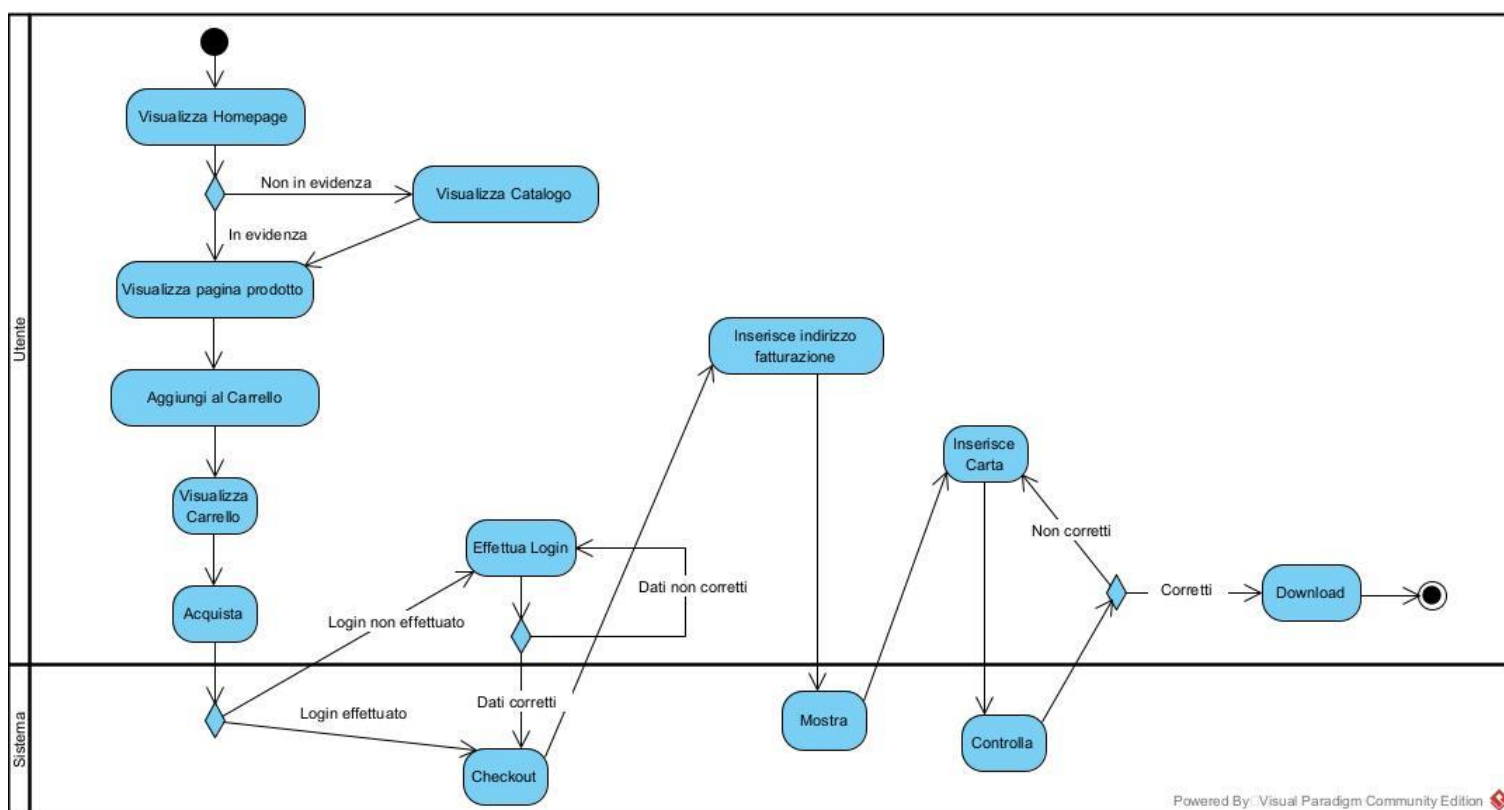 Visualizza Homepage
Non in evidenza
Visualizza Catalogo
In evidenza
Visualizza pagina prodotto
Aggiungi al Carrello
Visualizza
Carrello
Acquista
Utente
Login non effettuato
Effettua Login
Dati non corretti
Inserisce indirizzo
fatturazione
Inserisce
Carta
Non corretti
Corretti
Download
Sistema
Login effettuato
Dati corretti
Checkout
Mostra
Controlla
Powered By Visual Paradigm Community Edition